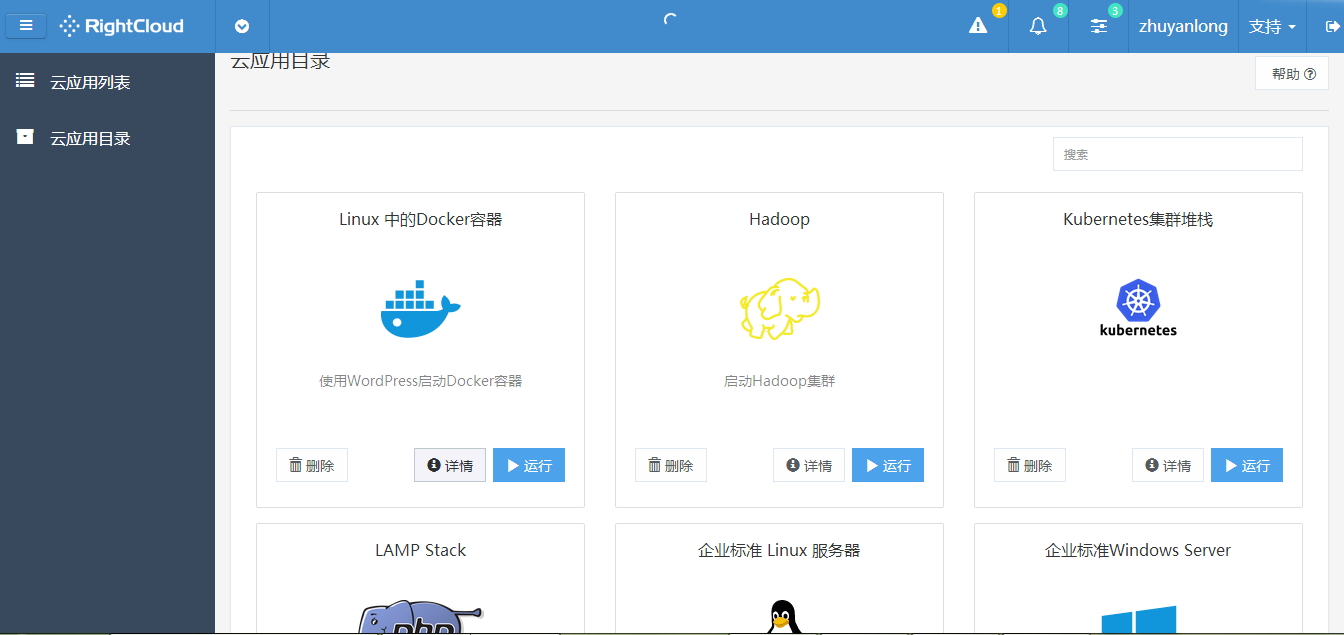 RightCloud
1
8
3
zhuyanlong
支持
云应用列表
云应用目录
云应用目录
帮助
搜索
Linux 中的Docker容器
Hadoop
Kubernetes集群堆栈
kubernetes
使用WordPress启动Docker容器
启动Hadoop集群
删除 详情 运行
删除 详情 运行
删除 详情 运行
LAMP Stack
企业标准 Linux 服务器
企业标准Windows Server
php